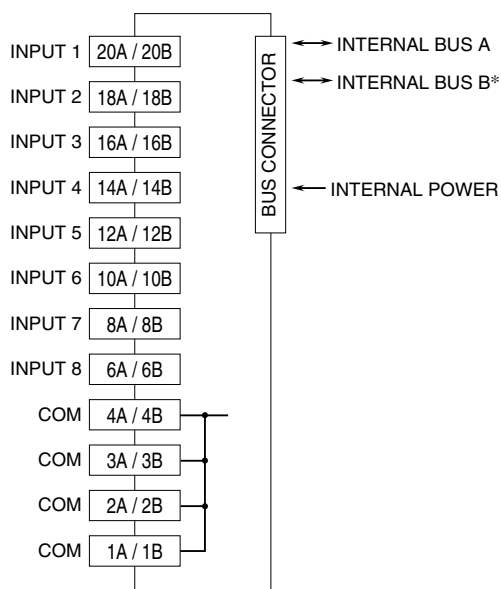 INPUT 1 20A / 20B
INPUT 2 18A / 18B
INPUT 3 16A / 16B
INPUT 4 14A / 14B
INPUT 5 12A / 12B
INPUT 6 10A / 10B
INPUT 7 8A / 8B
INPUT 8 6A / 6B
COM 4A / 4B
COM 3A / 3B
COM 2A / 2B
COM 1A / 1B
BUS CONNECTOR
INTERNAL BUS A
INTERNAL BUS B*
INTERNAL POWER